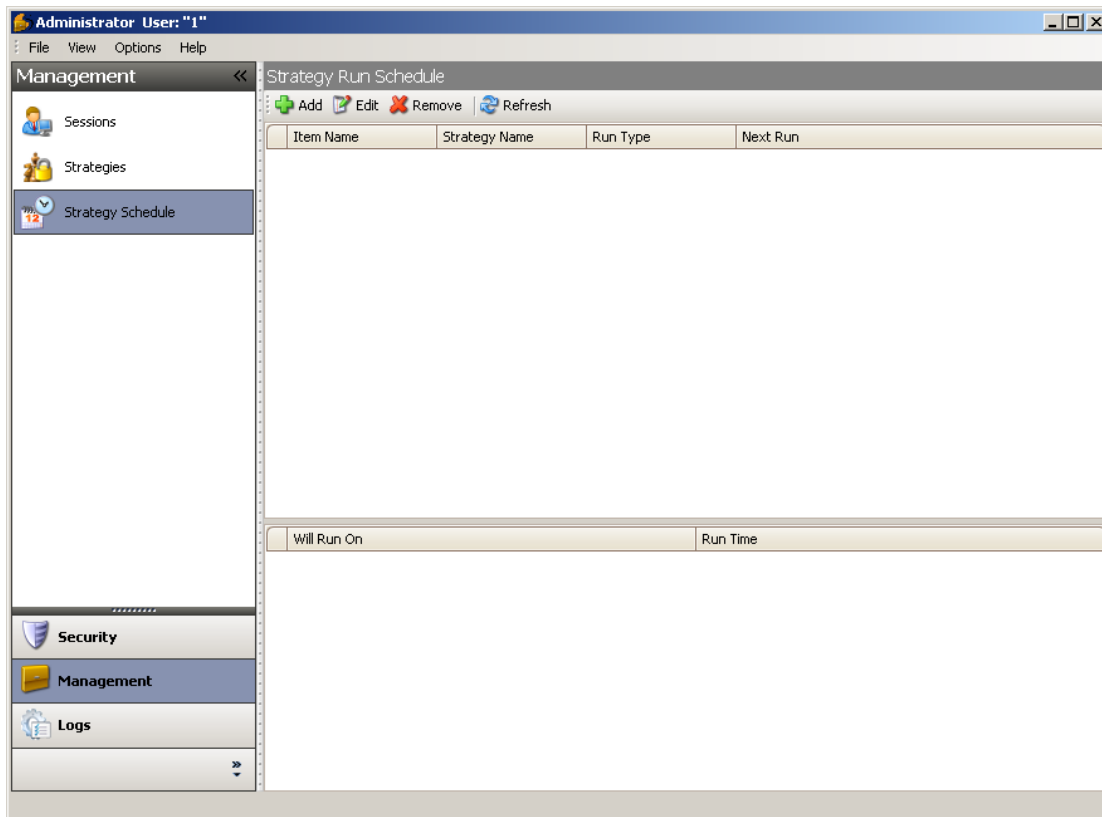 Administrator User: "1"
File View Options Help
Management «
Strategy Run Schedule
Add Edit Remove Refresh
Sessions
Strategies
12
Strategy Schedule
Item Name Strategy Name Run Type Next Run
Will Run On Run Time
Security
Management
Logs
»